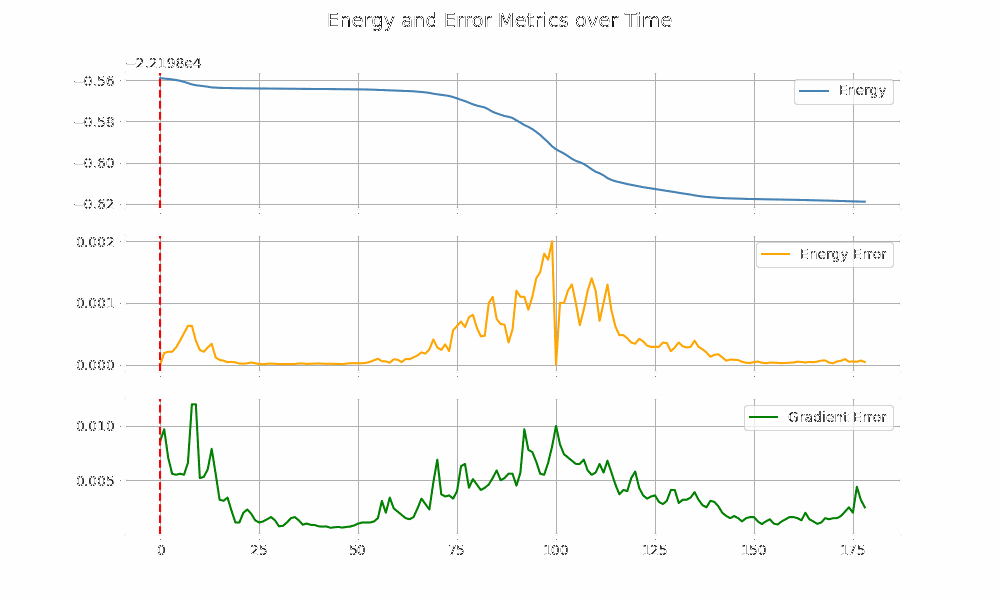 Energy and Error Metrics over Time
−2.2198e4
−0.56
−0.58
−0.60
−0.62
Energy
0.002
0.001
0.000
Energy Error
0.010
0.005
Gradient Error
0 25 50 75 100 125 150 175